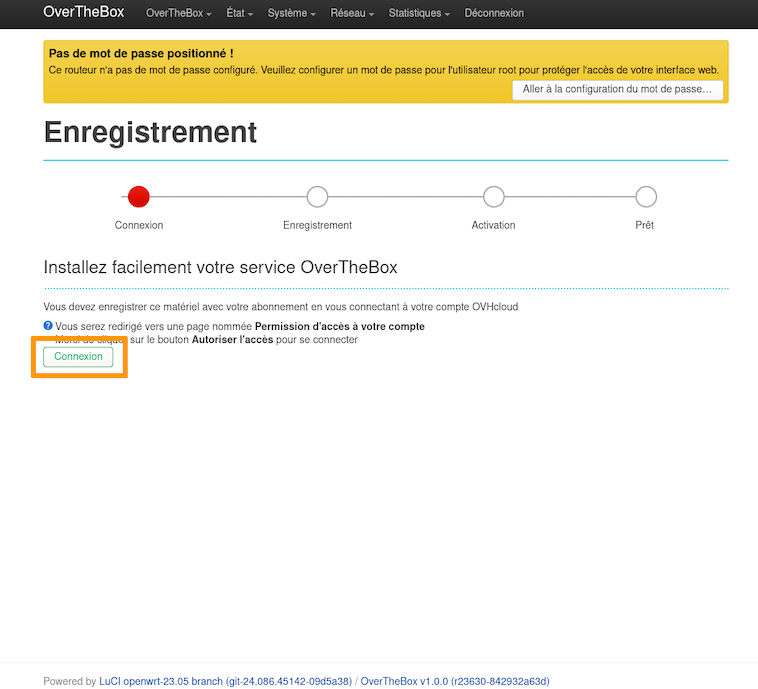 OverTheBox OverTheBox État Système Réseau Statistiques Déconnexion
Pas de mot de passe positionné !
Ce routeur n'a pas de mot de passe configuré. Veuillez configurer un mot de passe pour l'utilisateur root pour protéger l'accès de votre interface web.
Aller à la configuration du mot de passe…
Enregistrement
Connexion Enregistrement Activation Prêt
Installez facilement votre service OverTheBox
Vous devez enregistrer ce matériel avec votre abonnement en vous connectant à votre compte OVHcloud
? Vous serez redirigé vers une page nommée Permission d'accès à votre compte
Merci de cliquer sur le bouton Autoriser l'accès pour se connecter
Connexion
Powered by LuCI openwrt-23.05 branch (git-24.086.45142-09d5a38) / OverTheBox v1.0.0 (r23630-842932a63d)